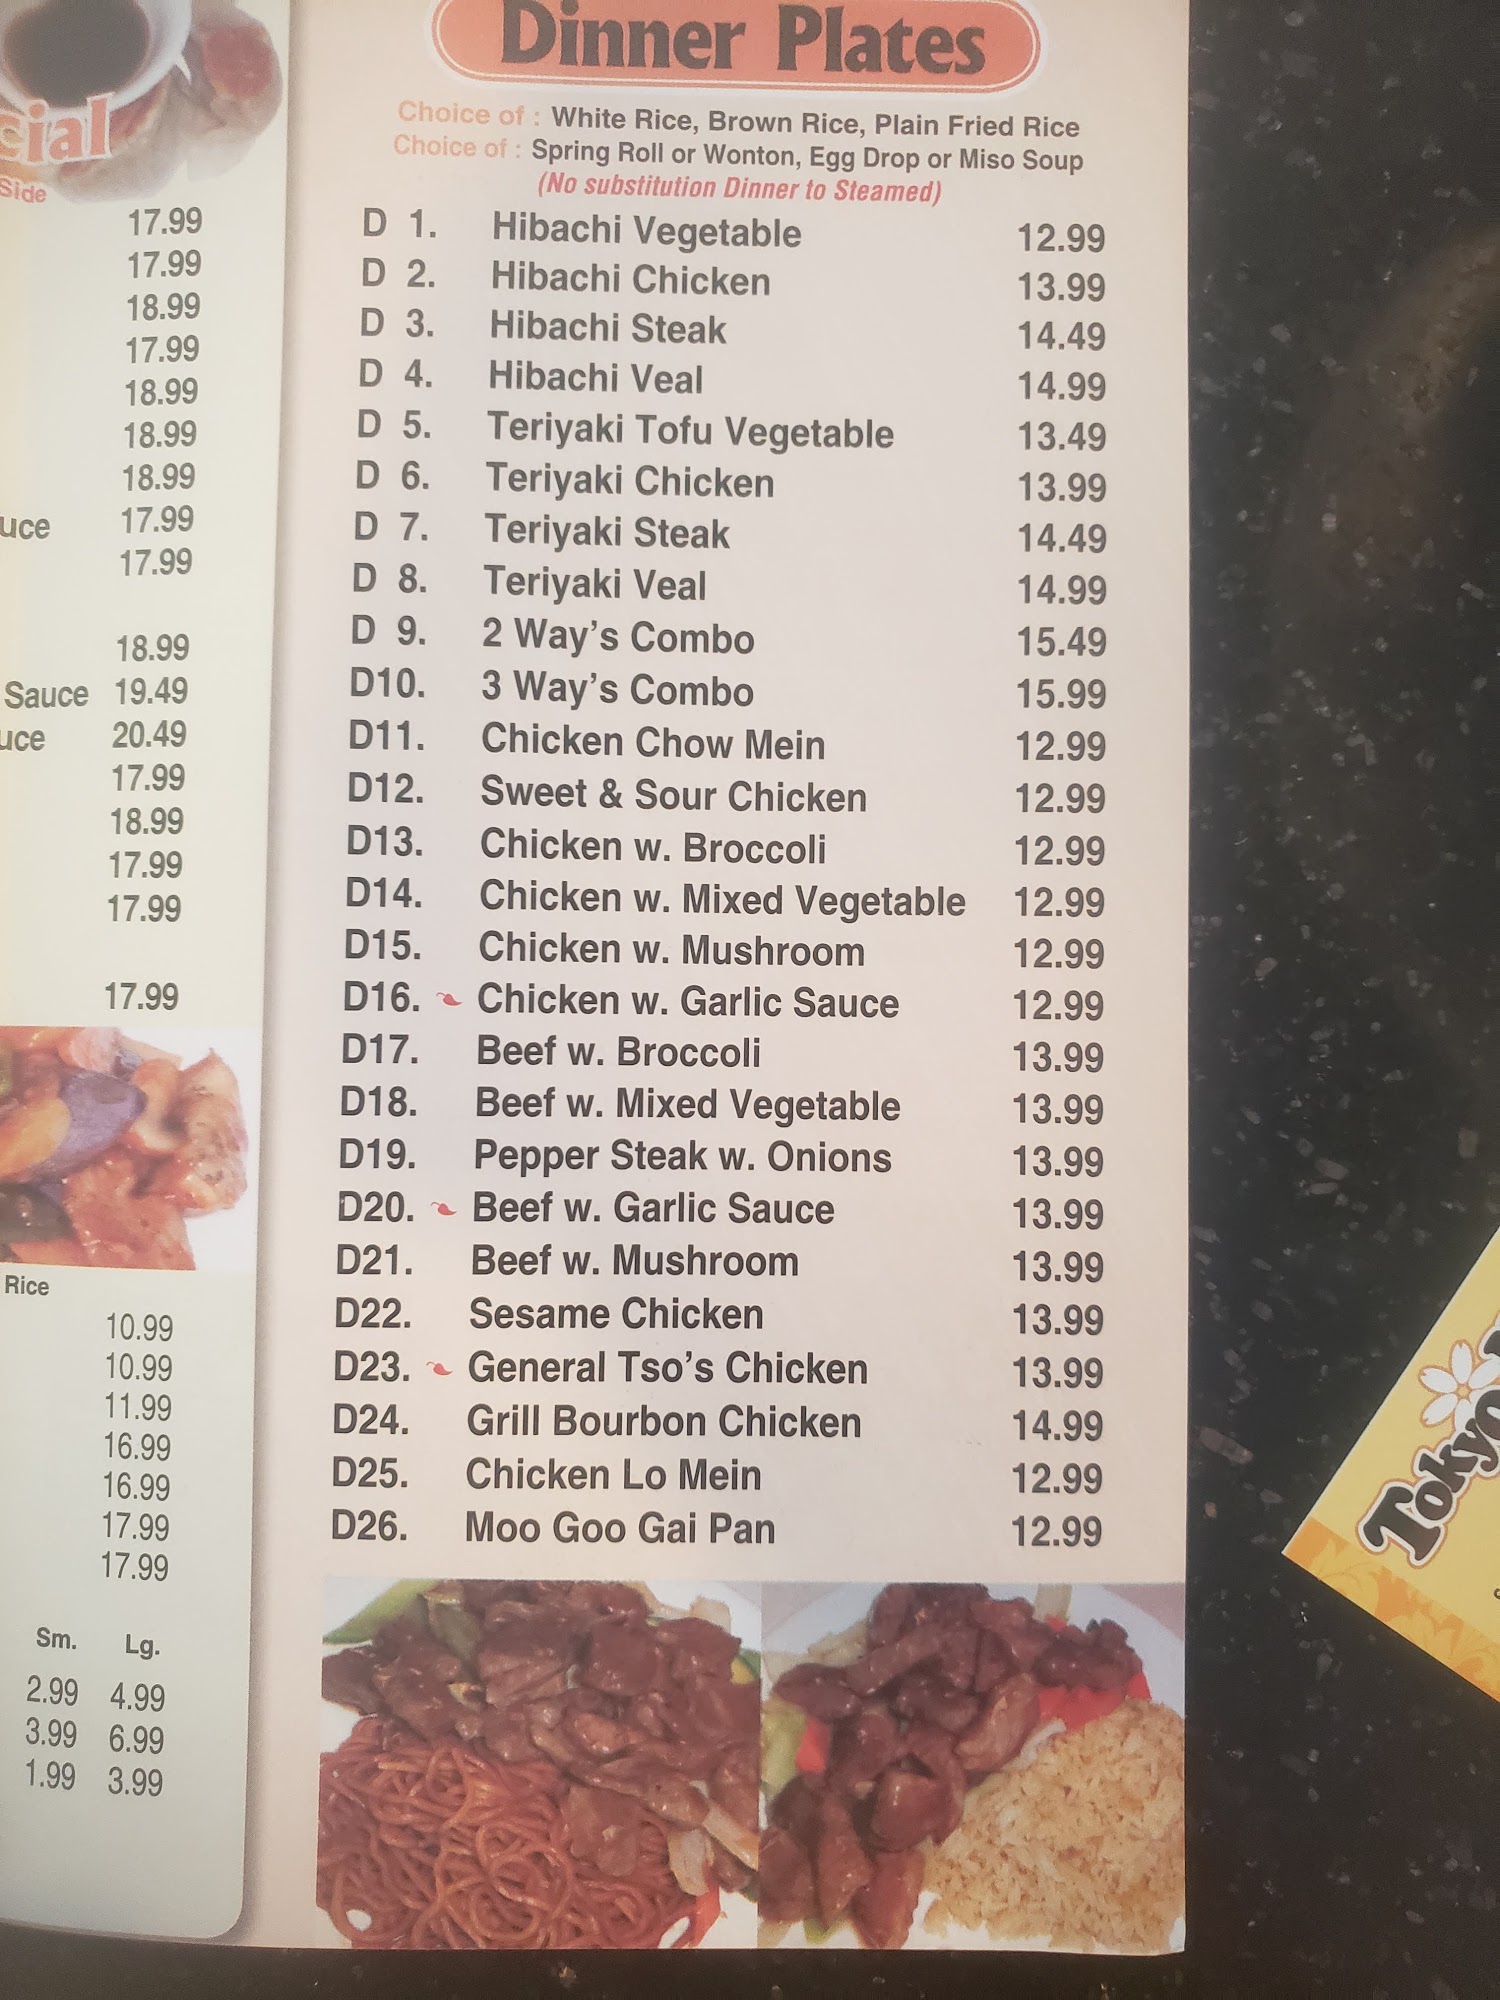 cial
Side
17.99
17.99
18.99
17.99
18.99
18.99
18.99
uce 17.99
17.99
18.99
Sauce 19.49
uce 20.49
17.99
18.99
17.99
17.99
17.99
Rice
10.99
10.99
11.99
16.99
16.99
17.99
17.99
Sm. Lg.
2.99 4.99
3.99 6.99
1.99 3.99
Dinner Plates
Choice of : White Rice, Brown Rice, Plain Fried Rice
Choice of : Spring Roll or Wonton, Egg Drop or Miso Soup
(No substitution Dinner to Steamed)
D 1. Hibachi Vegetable 12.99
D 2. Hibachi Chicken 13.99
D 3. Hibachi Steak 14.49
D 4. Hibachi Veal 14.99
D 5. Teriyaki Tofu Vegetable 13.49
D 6. Teriyaki Chicken 13.99
D 7. Teriyaki Steak 14.49
D 8. Teriyaki Veal 14.99
D 9. 2 Way's Combo 15.49
D10. 3 Way's Combo 15.99
D11. Chicken Chow Mein 12.99
D12. Sweet & Sour Chicken 12.99
D13. Chicken w. Broccoli 12.99
D14. Chicken w. Mixed Vegetable 12.99
D15. Chicken w. Mushroom 12.99
D16. Chicken w. Garlic Sauce 12.99
D17. Beef w. Broccoli 13.99
D18. Beef w. Mixed Vegetable 13.99
D19. Pepper Steak w. Onions 13.99
D20. Beef w. Garlic Sauce 13.99
D21. Beef w. Mushroom 13.99
D22. Sesame Chicken 13.99
D23. General Tso's Chicken 13.99
D24. Grill Bourbon Chicken 14.99
D25. Chicken Lo Mein 12.99
D26. Moo Goo Gai Pan 12.99
Tokyo